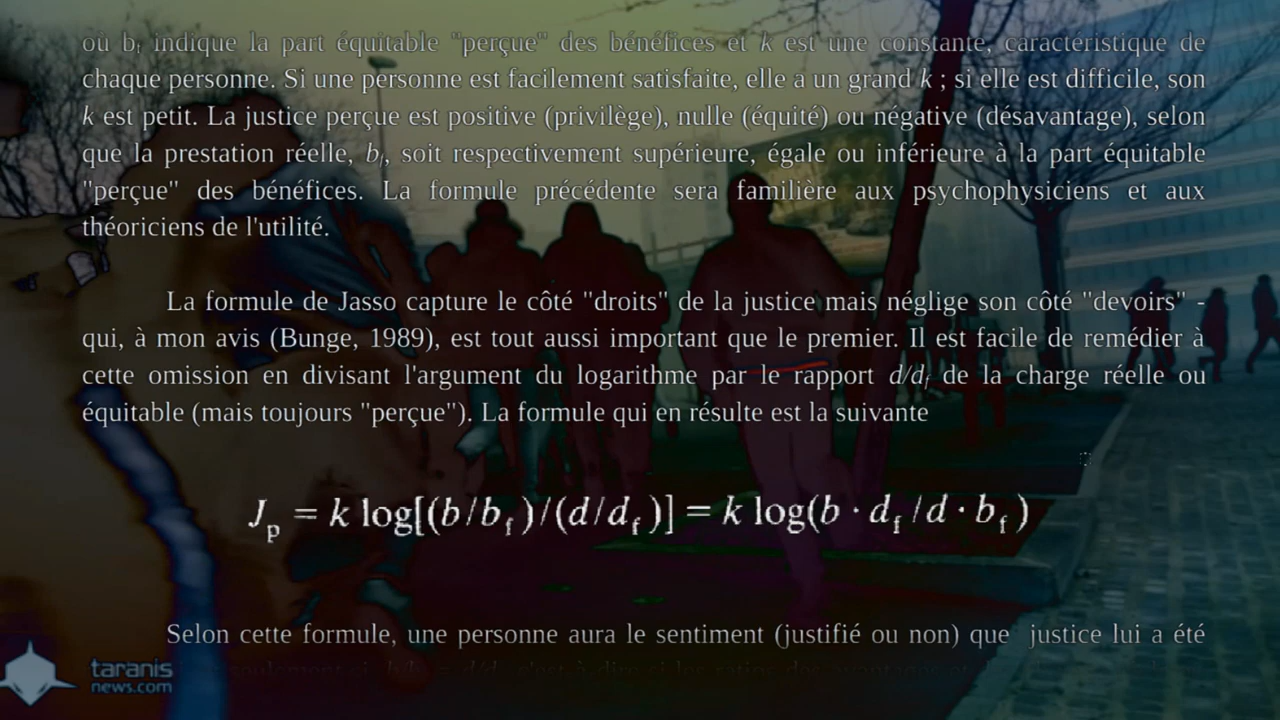 où b_f indique la part équitable "perçue" des bénéfices et k est une constante, caractéristique de
chaque personne. Si une personne est facilement satisfaite, elle a un grand k ; si elle est difficile, son
k est petit. La justice perçue est positive (privilège), nulle (équité) ou négative (désavantage), selon
que la prestation réelle, b_f, soit respectivement supérieure, égale ou inférieure à la part équitable
"perçue" des bénéfices. La formule précédente sera familière aux psychophysiciens et aux
théoriciens de l'utilité.
La formule de Jasso capture le côté "droits" de la justice mais néglige son côté "devoirs" -
qui, à mon avis (Bunge, 1989), est tout aussi important que le premier. Il est facile de remédier à
cette omission en divisant l'argument du logarithme par le rapport d/d_f de la charge réelle ou
équitable (mais toujours "perçue"). La formule qui en résulte est la suivante
J_p = k log[(b/b_f)/(d/d_f)] = k log(b · d_f/d · b_f)
Selon cette formule, une personne aura le sentiment (justifié ou non) que justice lui a été
taranis
news.com